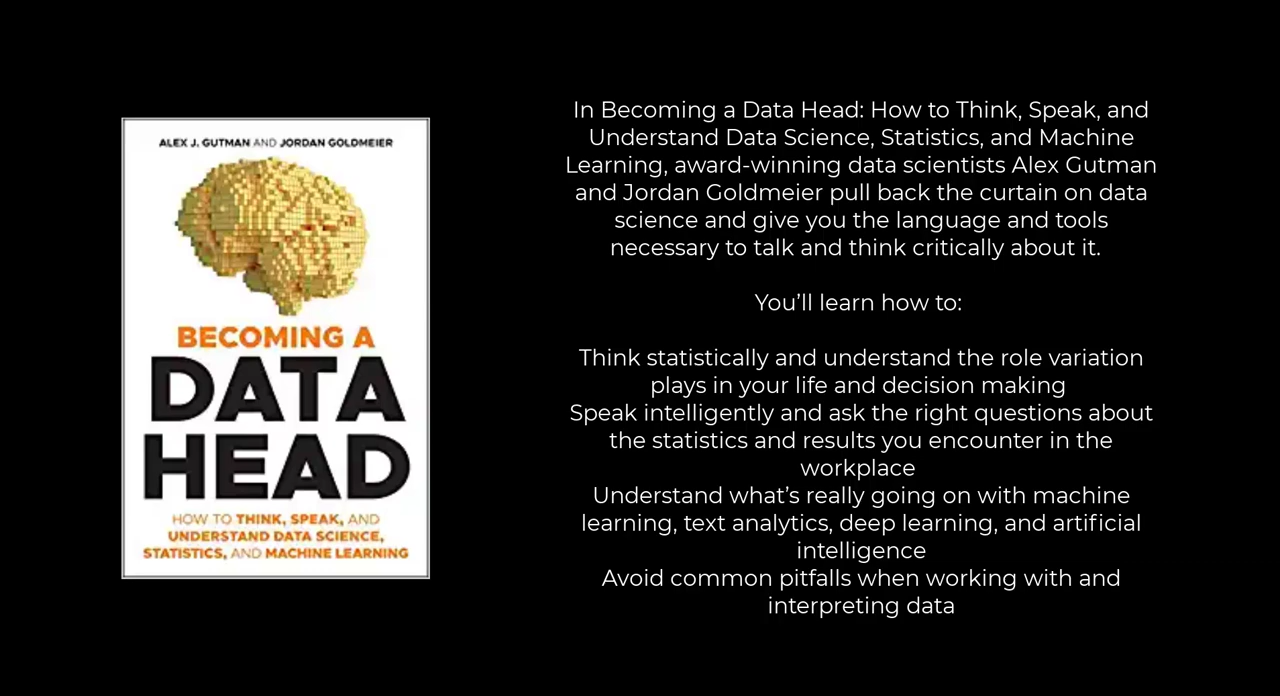 ALEX J. GUTMAN AND JORDAN GOLDMEIER
BECOMING A
DATA
HEAD
HOW TO THINK, SPEAK, AND
UNDERSTAND DATA SCIENCE,
STATISTICS, AND MACHINE LEARNING
In Becoming a Data Head: How to Think, Speak, and
Understand Data Science, Statistics, and Machine
Learning, award-winning data scientists Alex Gutman
and Jordan Goldmeier pull back the curtain on data
science and give you the language and tools
necessary to talk and think critically about it.
You’ll learn how to:
Think statistically and understand the role variation
plays in your life and decision making
Speak intelligently and ask the right questions about
the statistics and results you encounter in the
workplace
Understand what’s really going on with machine
learning, text analytics, deep learning, and artificial
intelligence
Avoid common pitfalls when working with and
interpreting data